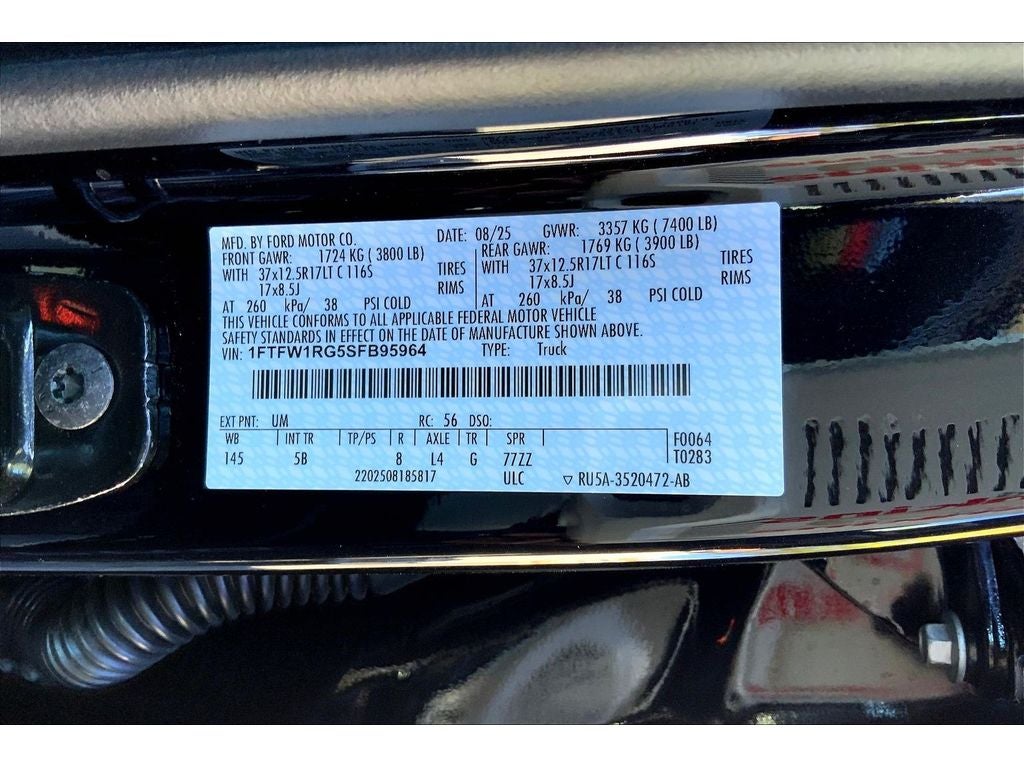 MFD. BY FORD MOTOR CO. DATE: 08/25 GVWR: 3357 KG ( 7400 LB)
FRONT GAWR: 1724 KG ( 3800 LB) REAR GAWR: 1769 KG ( 3900 LB)
WITH 37x12.5R17LT C 116S TIRES WITH 37x12.5R17LT C 116S TIRES
17x8.5J RIMS 17x8.5J RIMS
AT 260 kPa/ 38 PSI COLD AT 260 kPa/ 38 PSI COLD
THIS VEHICLE CONFORMS TO ALL APPLICABLE FEDERAL MOTOR VEHICLE
SAFETY STANDARDS IN EFFECT ON THE DATE OF MANUFACTURE SHOWN ABOVE.
VIN: 1FTFW1RG5SFB95964 TYPE: Truck
EXT PNT: UM RC: 56 DSO:
WB INT TR TP/PS R AXLE TR SPR F0064
145 5B 8 L4 G 77ZZ T0283
2202508185817 ULC ▽ RU5A-3520472-AB